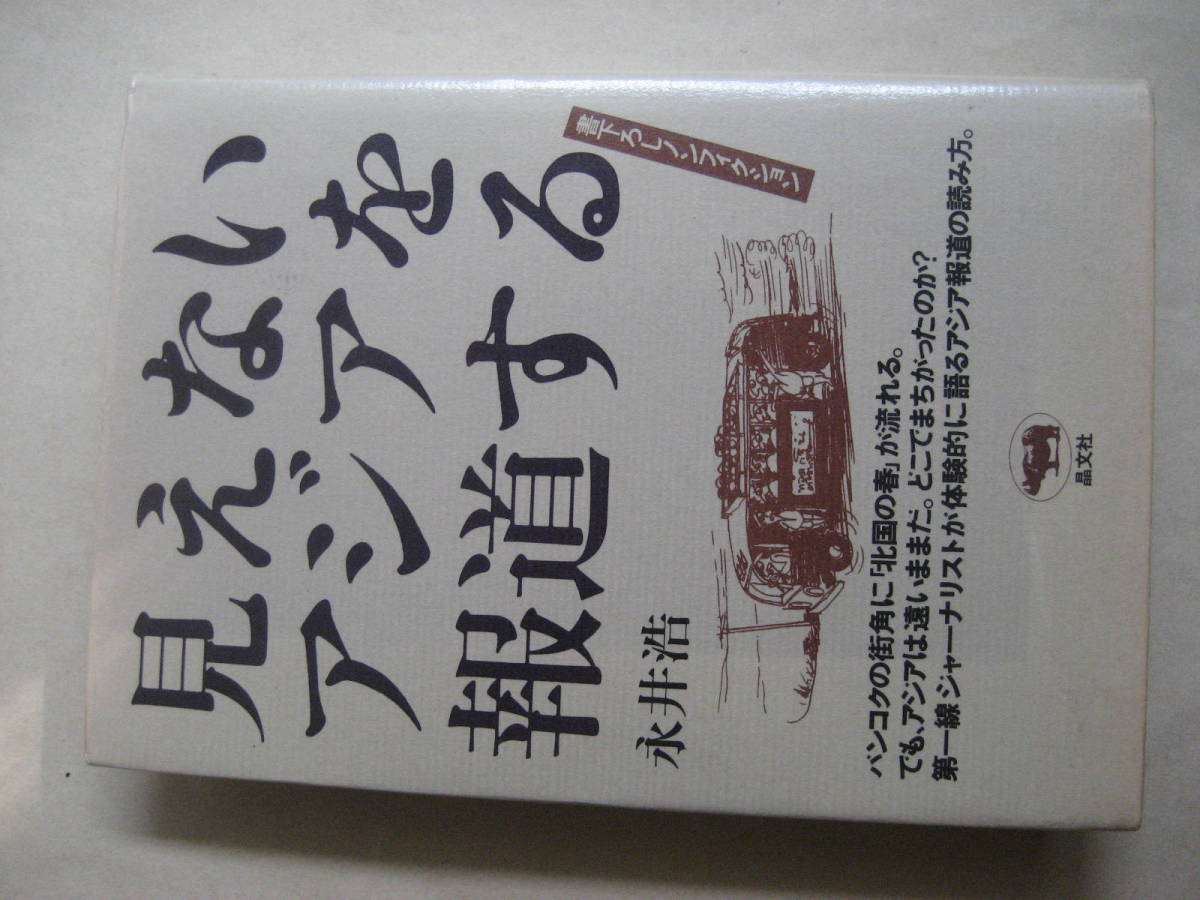 見えない
アジアを
報道する
書下ろしノンフィクション
永井浩
バンコクの街角に「北国の春」が流れる。
でも、アジアは遠いままだ。どこでまちがったのか?
第一線ジャーナリストが体験的に語るアジア報道の読み方。
晶文社